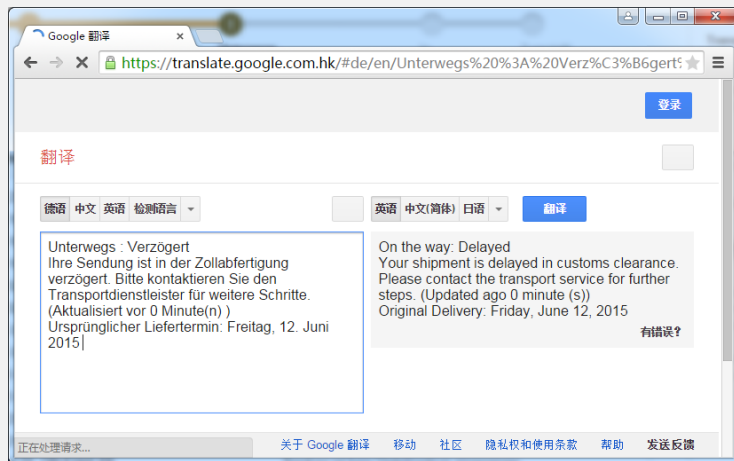 Google 翻译
https://translate.google.com.hk/#de/en/Unterwegs%20%3A%20Verz%C3%B6gert%
登录
翻译
德语 中文 英语 检测语言 英语 中文(简体) 日语 翻译
Unterwegs : Verzögert
Ihre Sendung ist in der Zollabfertigung
verzögert. Bitte kontaktieren Sie den
Transportdienstleister für weitere Schritte.
(Aktualisiert vor 0 Minute(n) )
Ursprünglicher Liefertermin: Freitag, 12. Juni
2015
On the way: Delayed
Your shipment is delayed in customs clearance.
Please contact the transport service for further
steps. (Updated ago 0 minute (s))
Original Delivery: Friday, June 12, 2015
有错误?
正在处理请求... 关于 Google 翻译 移动 社区 隐私权和使用条款 帮助 发送反馈